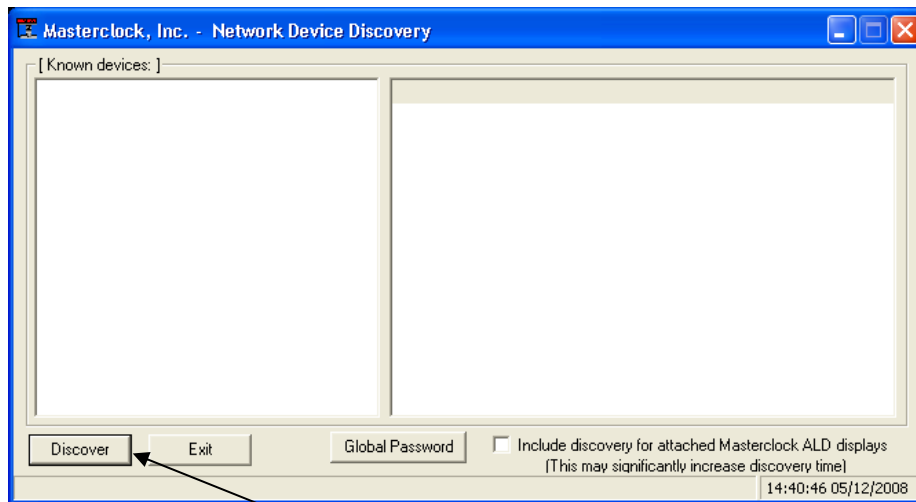 Masterclock, Inc. - Network Device Discovery
[ Known devices: ]
Discover Exit Global Password Include discovery for attached Masterclock ALD displays
(This may significantly increase discovery time)
14:40:46 05/12/2008